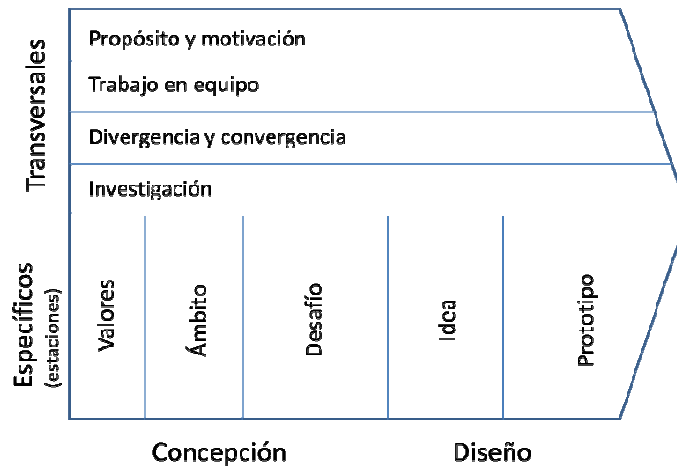 Transversales
Propósito y motivación
Trabajo en equipo
Divergencia y convergencia
Investigación
Específicos
(estaciones)
Valores
Ámbito
Desafío
Idea
Prototipo
Concepción
Diseño